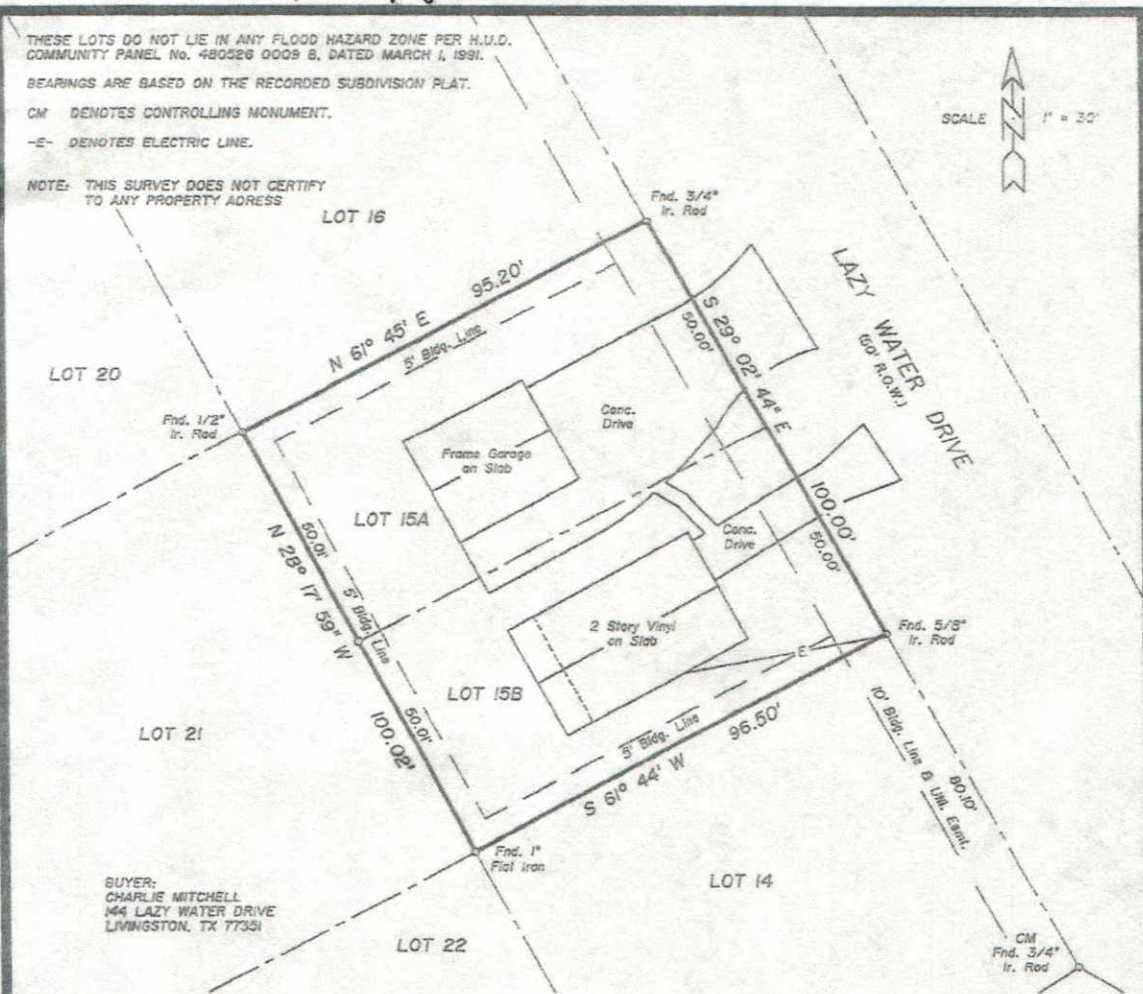 THESE LOTS DO NOT LIE IN ANY FLOOD HAZARD ZONE PER H.U.D.
COMMUNITY PANEL No. 480526 0009 B, DATED MARCH 1, 1991.
BEARINGS ARE BASED ON THE RECORDED SUBDIVISION PLAT.
CM DENOTES CONTROLLING MONUMENT.
-E- DENOTES ELECTRIC LINE.
NOTE: THIS SURVEY DOES NOT CERTIFY
TO ANY PROPERTY ADRESS
SCALE 1" = 30'
N
LOT 16
Fnd. 3/4"
Ir. Rod
LAZY WATER DRIVE
(50' R.O.W.)
N 61° 45' E 95.20'
5' Bldg. Line
S 29° 02' 44" E
100.00'
50.00'
50.00'
LOT 20
Fnd. 1/2"
Ir. Rod
Conc.
Drive
Frame Garage
on Slab
LOT 15A
Conc.
Drive
N 28° 17' 59" W
100.02'
50.01'
5' Bldg. Line
50.01'
2 Story Vinyl
on Slab
Fnd. 5/8"
Ir. Rod
E
LOT 15B
LOT 21
5' Bldg. Line
S 61° 44' W 96.50'
10' Bldg. Line & Util. Esmt.
80.10'
Fnd. 1"
Flat Iron
LOT 14
BUYER:
CHARLIE MITCHELL
144 LAZY WATER DRIVE
LIVINGSTON, TX 77351
LOT 22
CM
Fnd. 3/4"
Ir. Rod